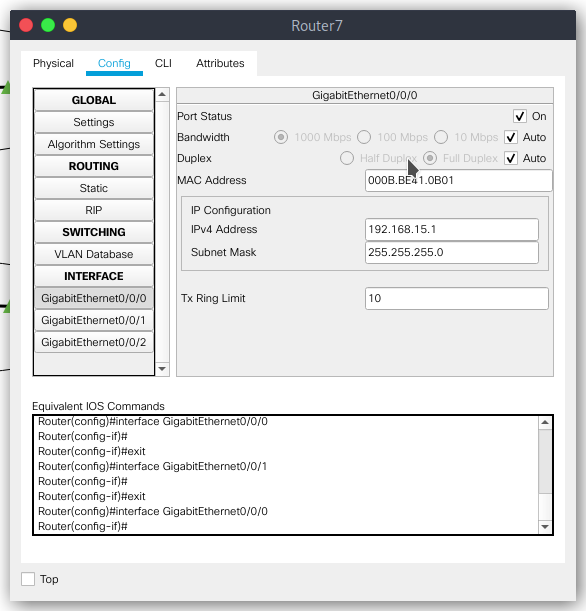 Router7
Physical Config CLI Attributes
GLOBAL
Settings
Algorithm Settings
ROUTING
Static
RIP
SWITCHING
VLAN Database
INTERFACE
GigabitEthernet0/0/0
GigabitEthernet0/0/1
GigabitEthernet0/0/2
GigabitEthernet0/0/0
Port Status On
Bandwidth 1000 Mbps 100 Mbps 10 Mbps Auto
Duplex Half Duplex Full Duplex Auto
MAC Address 000B.BE41.0B01
IP Configuration
IPv4 Address 192.168.15.1
Subnet Mask 255.255.255.0
Tx Ring Limit 10
Equivalent IOS Commands
Router(config)#interface GigabitEthernet0/0/0
Router(config-if)#
Router(config-if)#exit
Router(config)#interface GigabitEthernet0/0/1
Router(config-if)#
Router(config-if)#exit
Router(config)#interface GigabitEthernet0/0/0
Router(config-if)#
Top